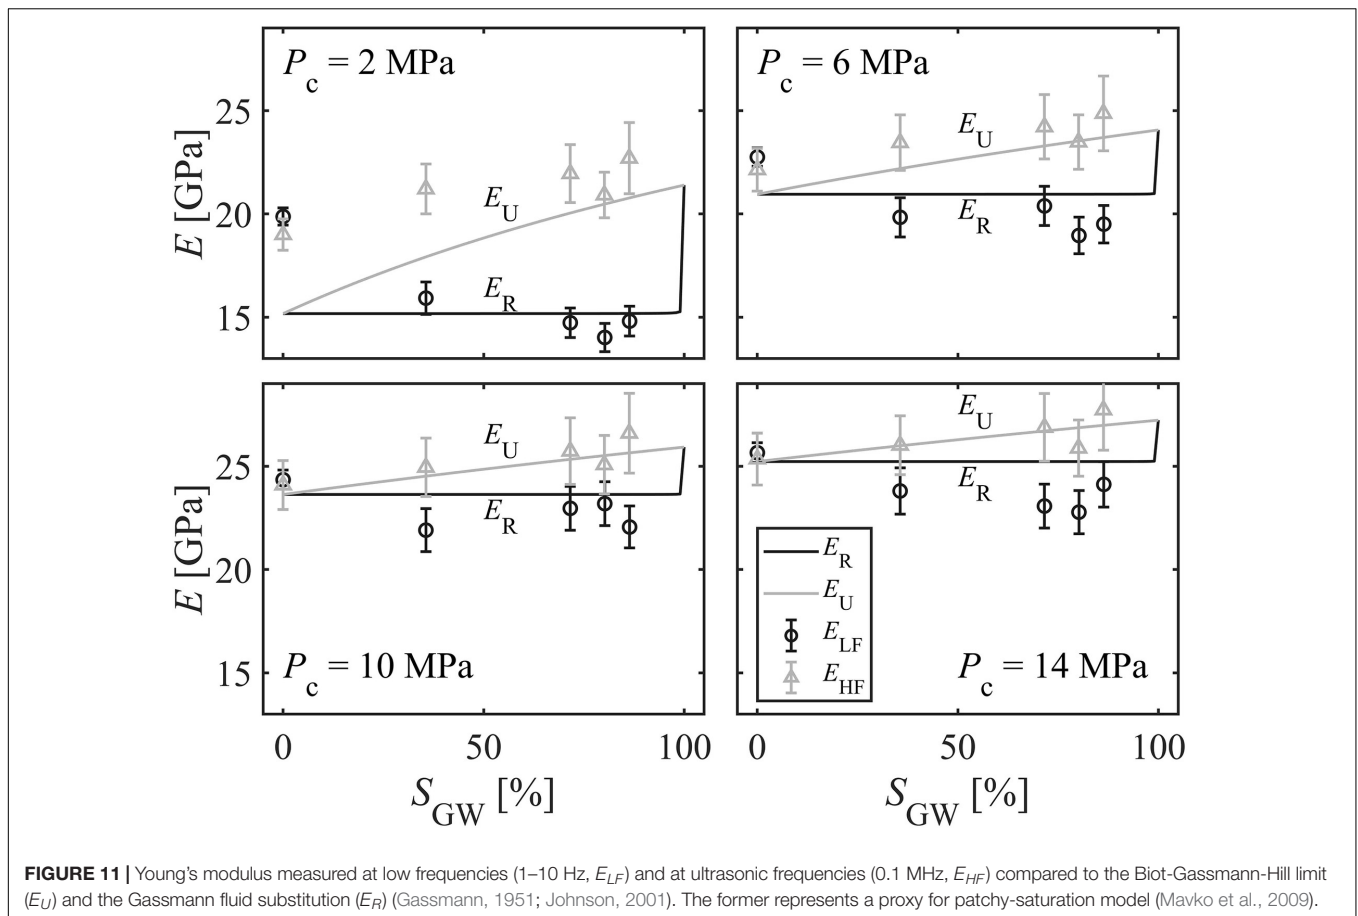 P_c = 2 MPa
P_c = 6 MPa
E [GPa]
25
20
15
E_U
E_R
E_U
E_R
P_c = 10 MPa
P_c = 14 MPa
E [GPa]
25
20
15
E_U
E_R
E_U
E_R
E_R
E_U
E_LF
E_HF
0 50 100
0 50 100
S_GW [%]
S_GW [%]
FIGURE 11 | Young's modulus measured at low frequencies (1–10 Hz, E_LF) and at ultrasonic frequencies (0.1 MHz, E_HF) compared to the Biot-Gassmann-Hill limit
(E_U) and the Gassmann fluid substitution (E_R) (Gassmann, 1951; Johnson, 2001). The former represents a proxy for patchy-saturation model (Mavko et al., 2009).